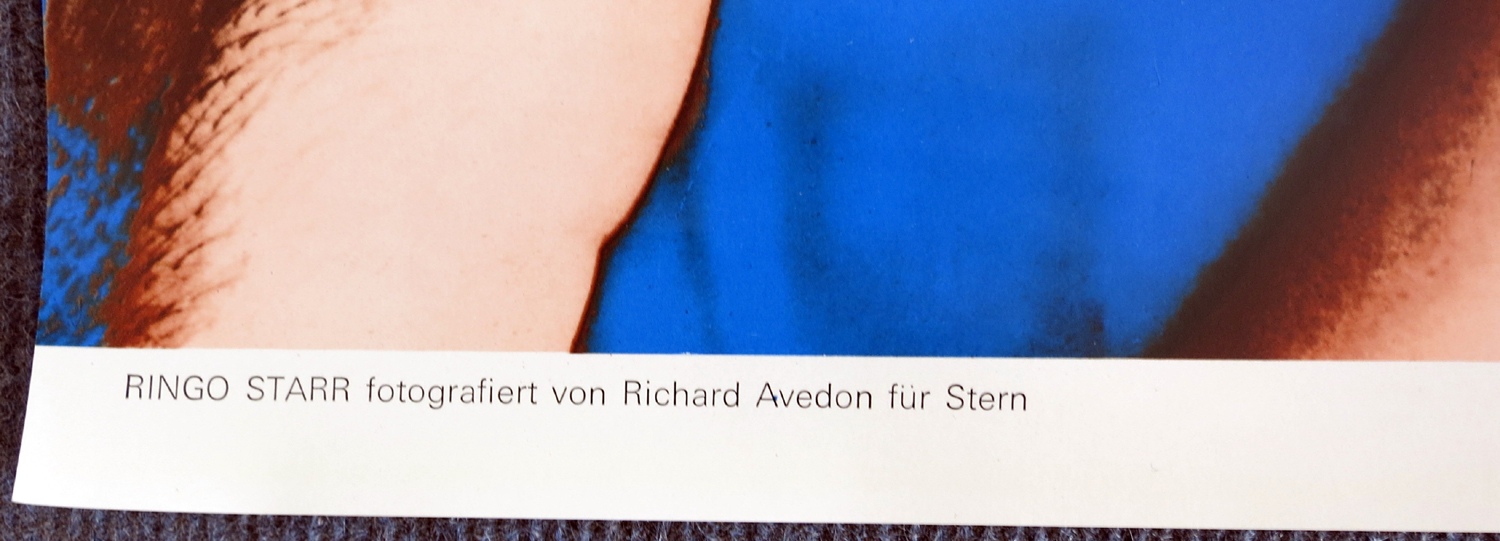 RINGO STARR fotografiert von Richard Avedon für Stern